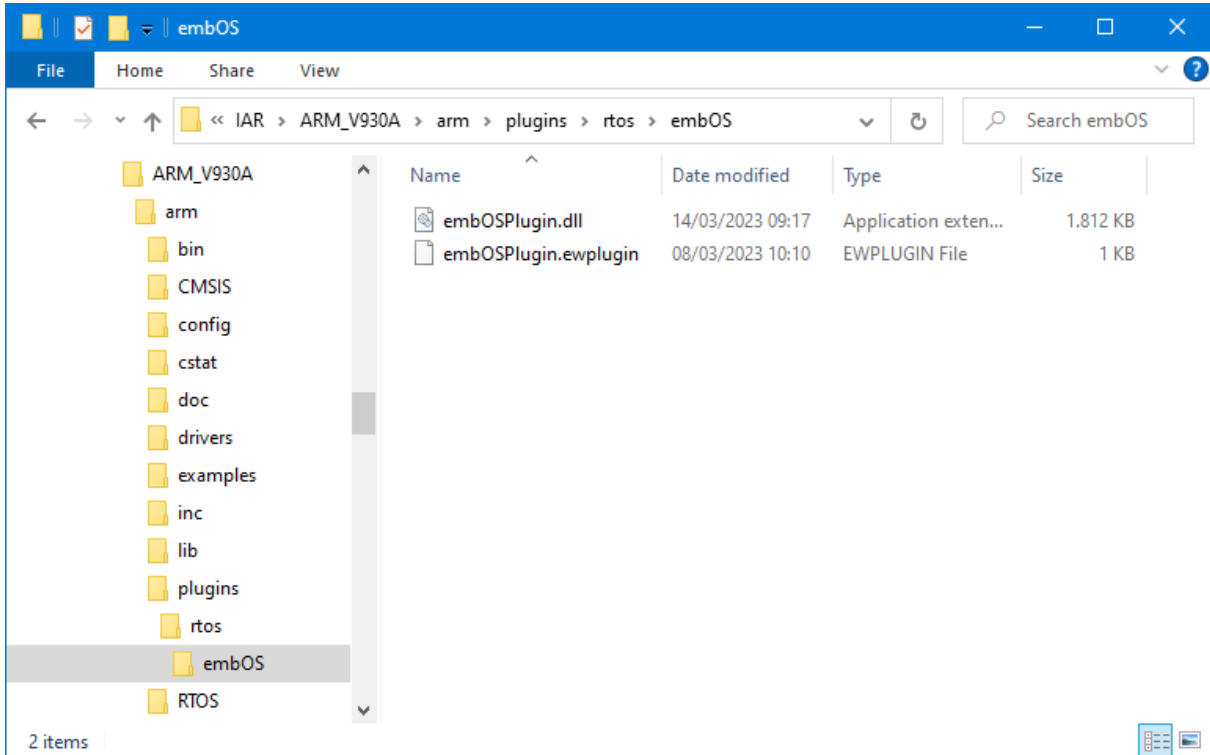 embOS
File Home Share View
« IAR > ARM_V930A > arm > plugins > rtos > embOS Search embOS
Name Date modified Type Size
embOSPlugin.dll 14/03/2023 09:17 Application exten... 1.812 KB
embOSPlugin.ewplugin 08/03/2023 10:10 EWPLUGIN File 1 KB
ARM_V930A
arm
bin
CMSIS
config
cstat
doc
drivers
examples
inc
lib
plugins
rtos
embOS
RTOS
2 items